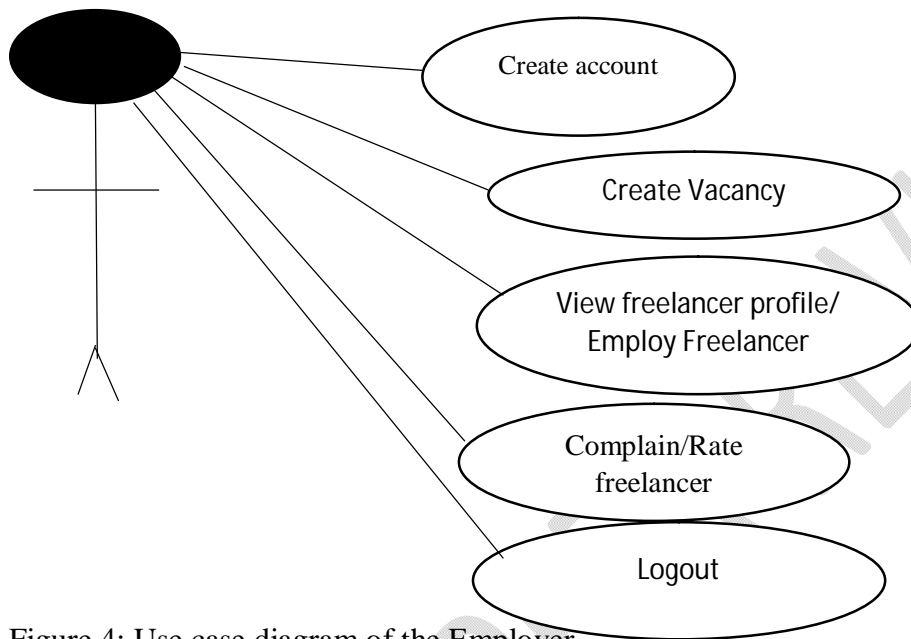 Create account
Create Vacancy
View freelancer profile/
Employ Freelancer
Complain/Rate
freelancer
Logout
Figure 4: Use case diagram of the Employer